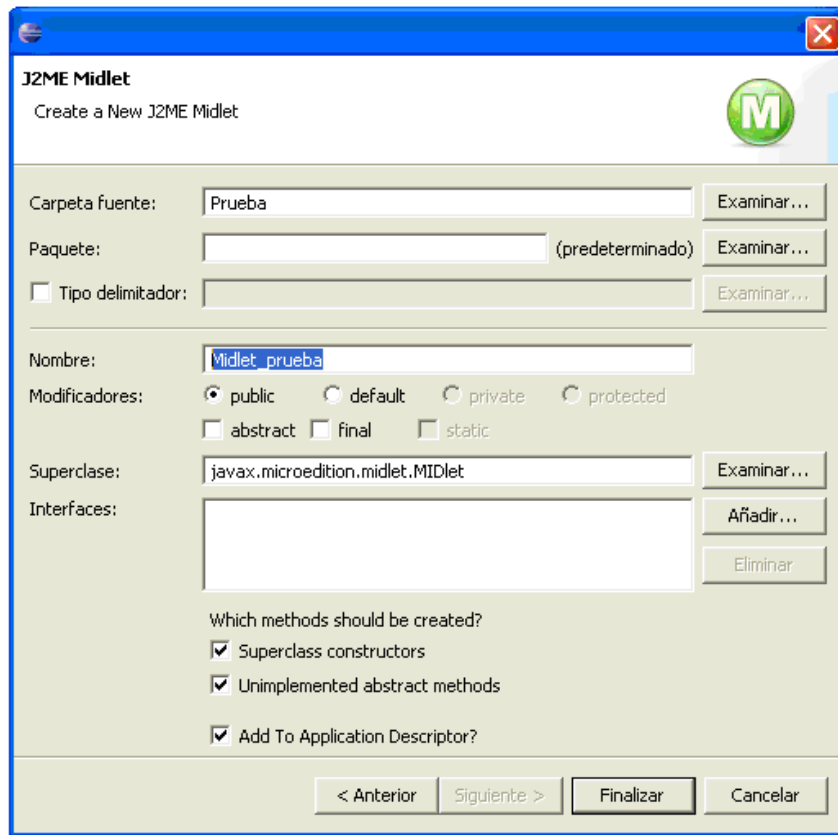 J2ME Midlet
Create a New J2ME Midlet
M
Carpeta fuente: Prueba Examinar...
Paquete: (predeterminado) Examinar...
Tipo delimitador: Examinar...
Nombre: Midlet_prueba
Modificadores: public default private protected
abstract final static
Superclase: javax.microedition.midlet.MIDlet Examinar...
Interfaces: Añadir...
Eliminar
Which methods should be created?
Superclass constructors
Unimplemented abstract methods
Add To Application Descriptor?
< Anterior Siguiente > Finalizar Cancelar